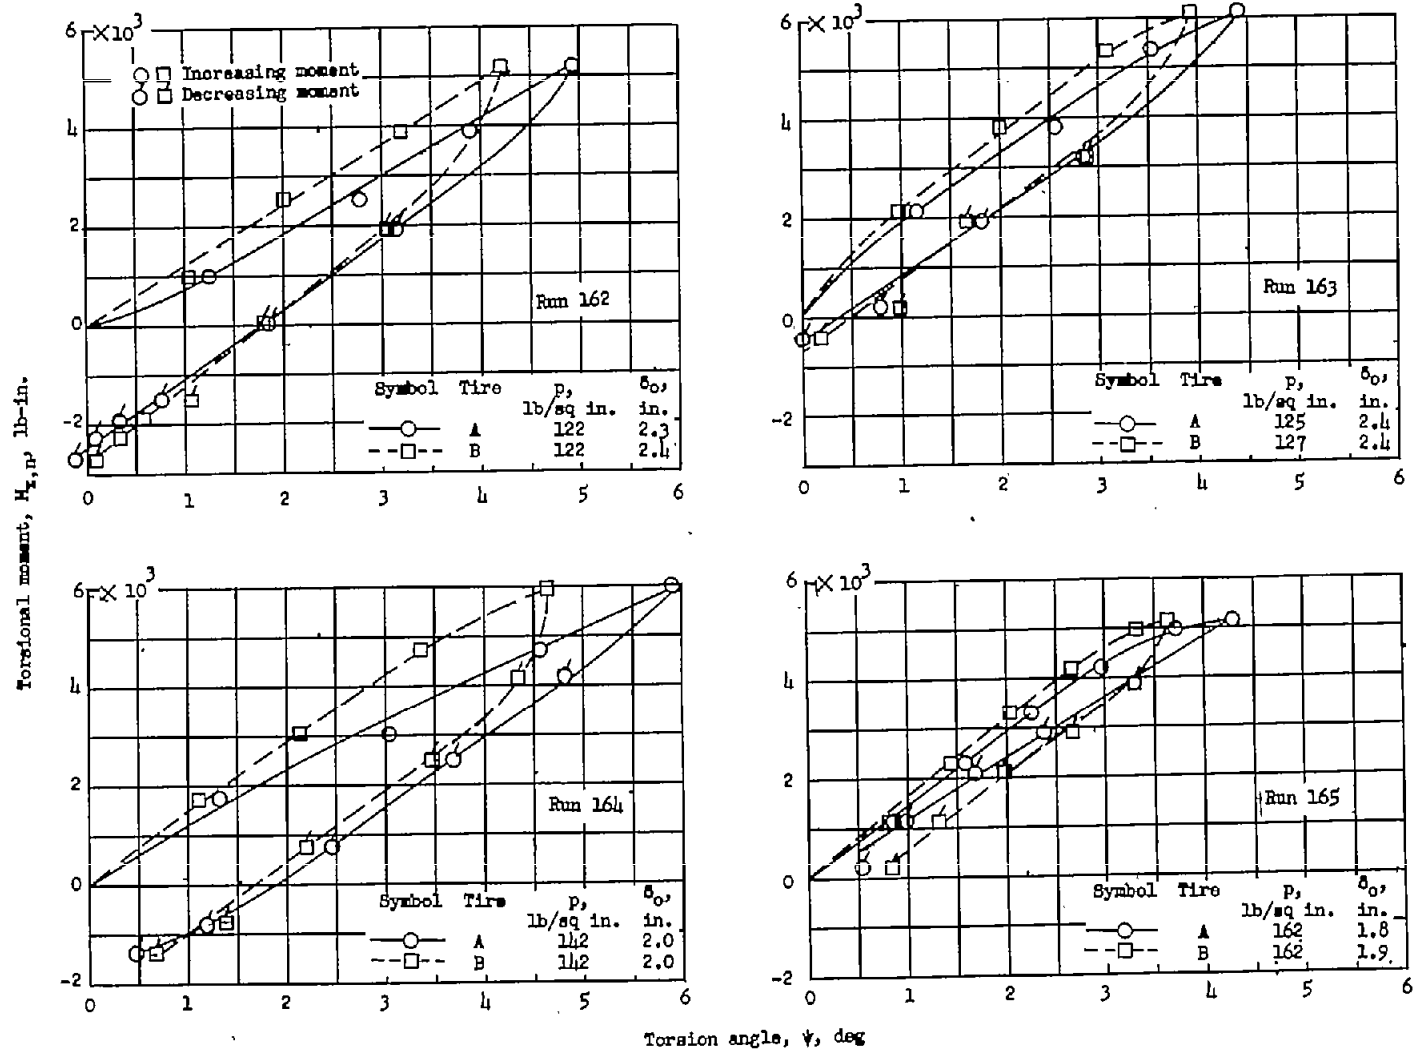 6 × 10³
Increasing moment
Decreasing moment
4
2
0
-2
Run 162
Symbol Tire p, lb/sq in. δo, in.
A 122 2.3
B 122 2.4
0 1 2 3 4 5 6
6 × 10³
4
2
0
-2
Run 163
Symbol Tire p, lb/sq in. δo, in.
A 125 2.4
B 127 2.4
0 1 2 3 4 5 6
Torsional moment, Mz,n, lb-in.
6 × 10³
4
2
0
-2
Run 164
Symbol Tire p, lb/sq in. δo, in.
A 142 2.0
B 142 2.0
0 1 2 3 4 5 6
6 × 10³
4
2
0
-2
Run 165
Symbol Tire p, lb/sq in. δo, in.
A 162 1.8
B 162 1.9
0 1 2 3 4 5 6
Torsion angle, ψ, deg